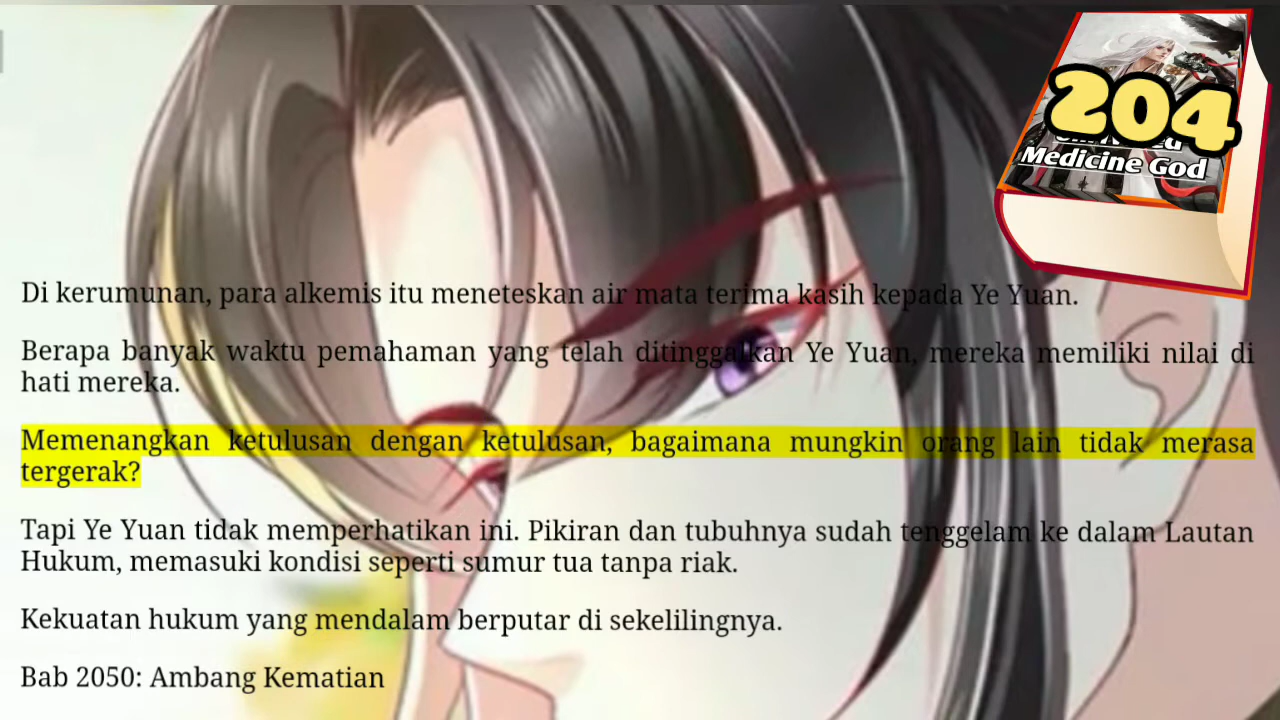 204
Medicine God
Di kerumunan, para alkemis itu meneteskan air mata terima kasih kepada Ye Yuan.
Berapa banyak waktu pemahaman yang telah ditinggalkan Ye Yuan, mereka memiliki nilai di
hati mereka.
Memenangkan ketulusan dengan ketulusan, bagaimana mungkin orang lain tidak merasa
tergerak?
Tapi Ye Yuan tidak memperhatikan ini. Pikiran dan tubuhnya sudah tenggelam ke dalam Lautan
Hukum, memasuki kondisi seperti sumur tua tanpa riak.
Kekuatan hukum yang mendalam berputar di sekelilingnya.
Bab 2050: Ambang Kematian